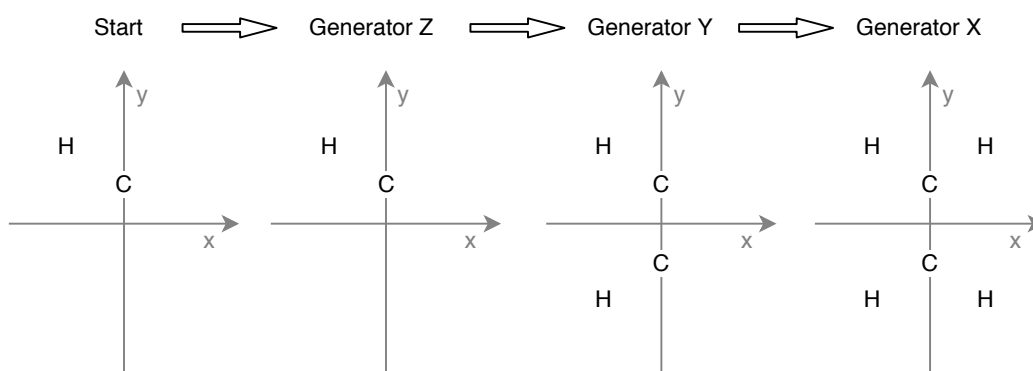 Start Generator Z Generator Y Generator X
y y y y
H H H H H
C C C C
x x x x
C C
H H H